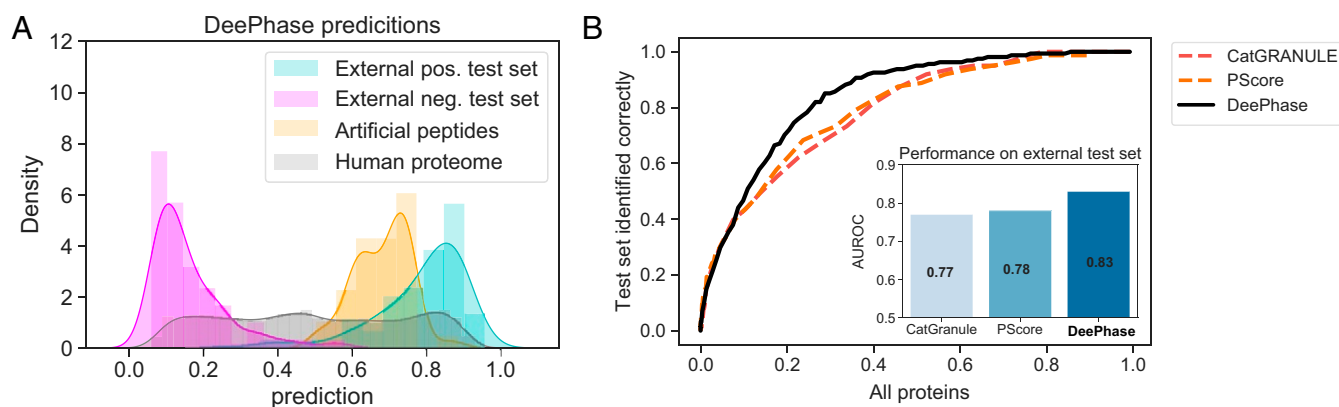 A
DeePhase predicitions
12
10
8
6
4
2
0
Density
0.0 0.2 0.4 0.6 0.8 1.0
prediction
External pos. test set
External neg. test set
Artificial peptides
Human proteome
B
1.0
0.8
0.6
0.4
0.2
0.0
Test set identified correctly
0.0 0.2 0.4 0.6 0.8 1.0
All proteins
Performance on external test set
0.9
0.8
0.7
0.6
0.5
AUROC
0.77 0.78 0.83
CatGranule PScore DeePhase
CatGRANULE
PScore
DeePhase